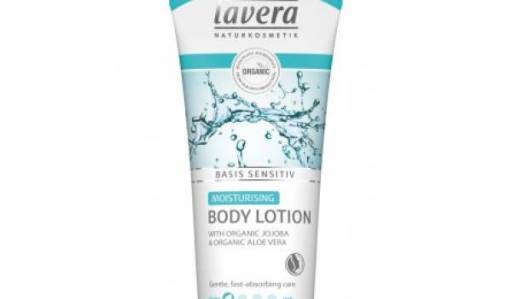 lavera
NATURKOSMETIK
ORGANIC
BASIS SENSITIV
MOISTURISING
BODY LOTION
WITH ORGANIC JOJOBA
& ORGANIC ALOE VERA
Gentle, fast-absorbing care